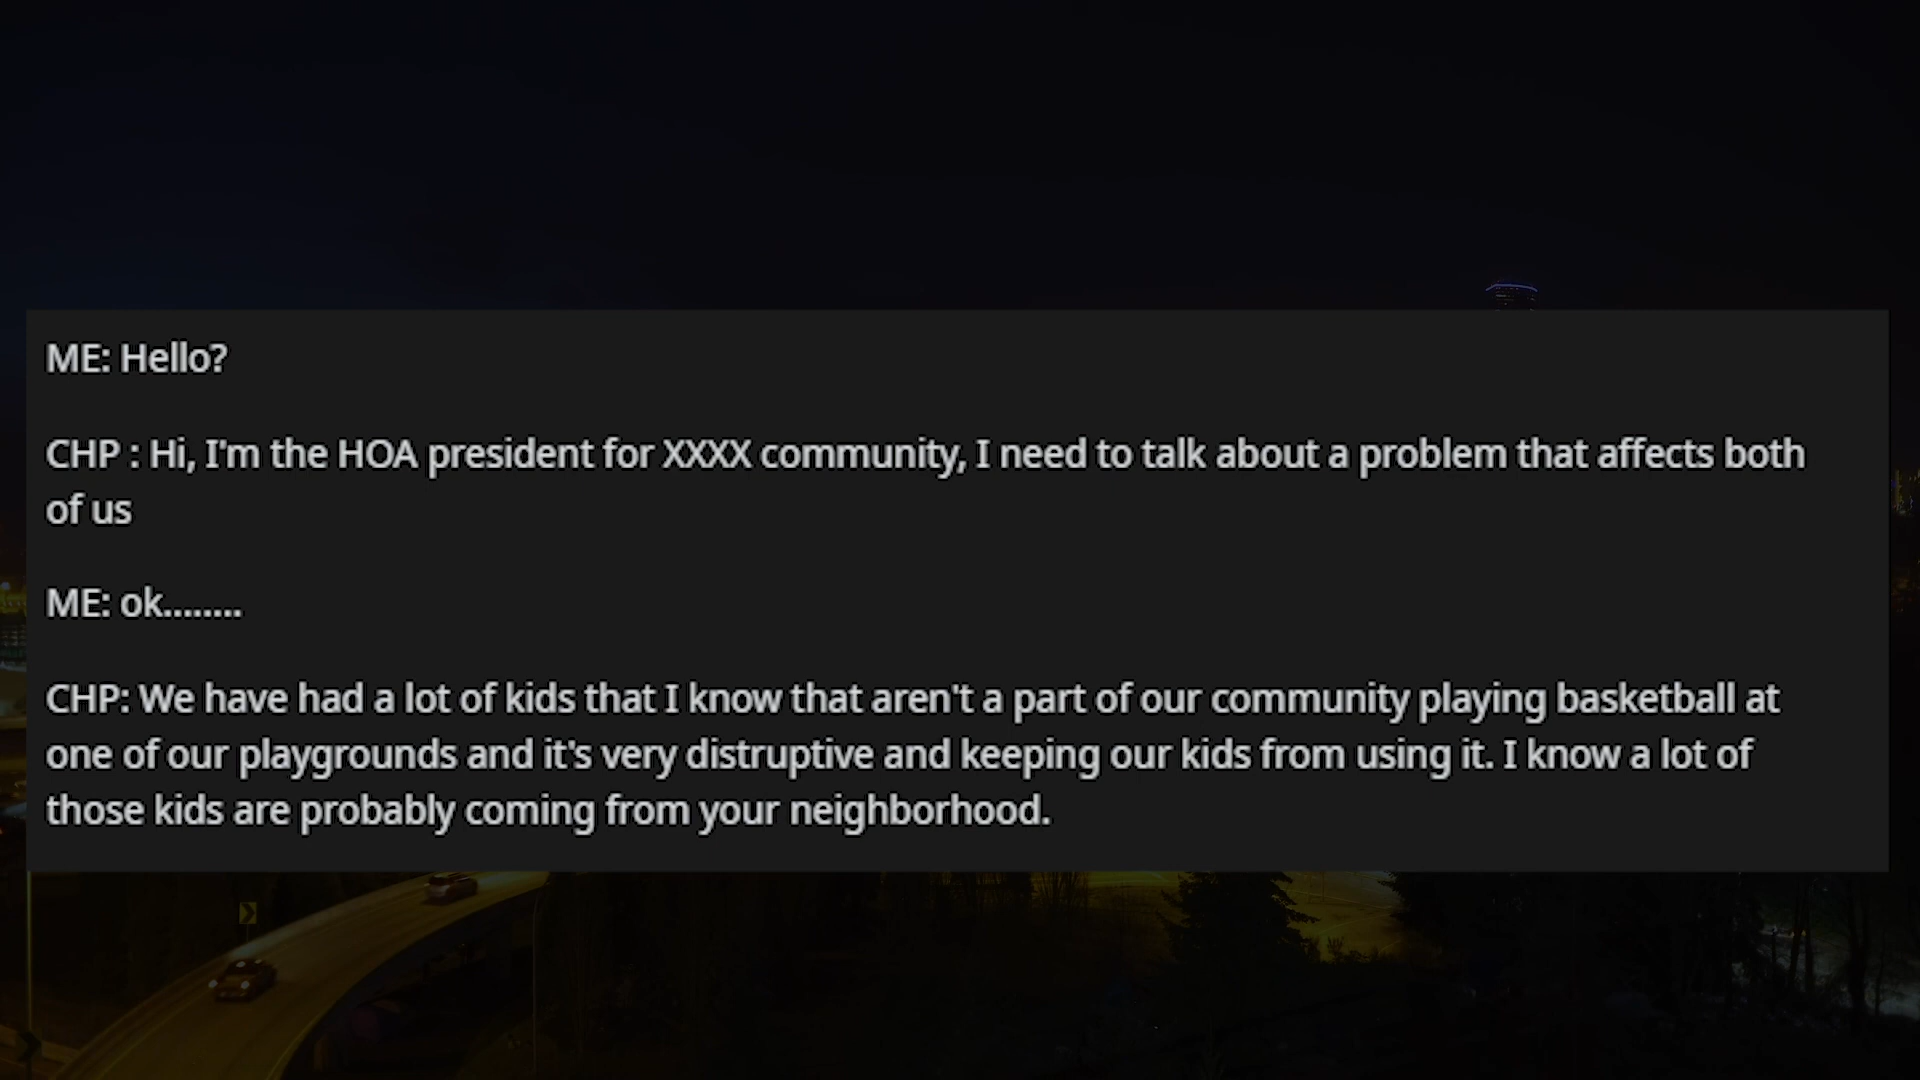 ME: Hello?
CHP : Hi, I'm the HOA president for XXXX community, I need to talk about a problem that affects both
of us
ME: ok........
CHP: We have had a lot of kids that I know that aren't a part of our community playing basketball at
one of our playgrounds and it's very distruptive and keeping our kids from using it. I know a lot of
those kids are probably coming from your neighborhood.